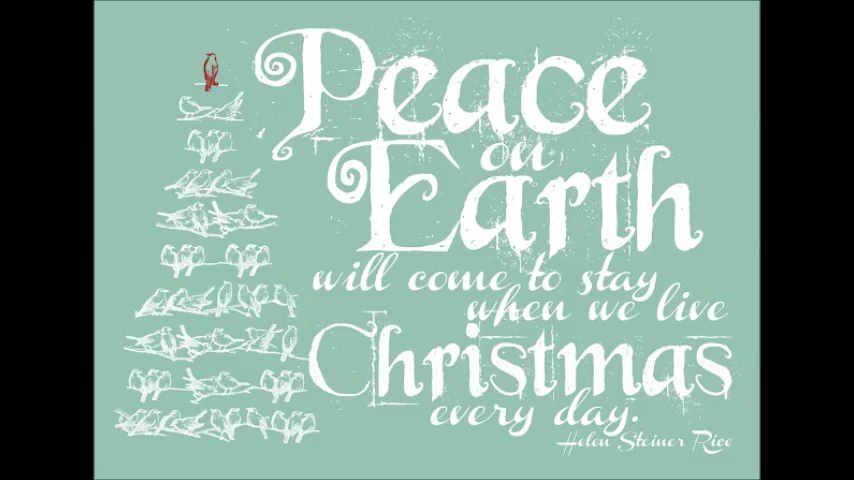 Peace
on
Earth
will come to stay
when we live
Christmas
every day.
Helen Steiner Rice